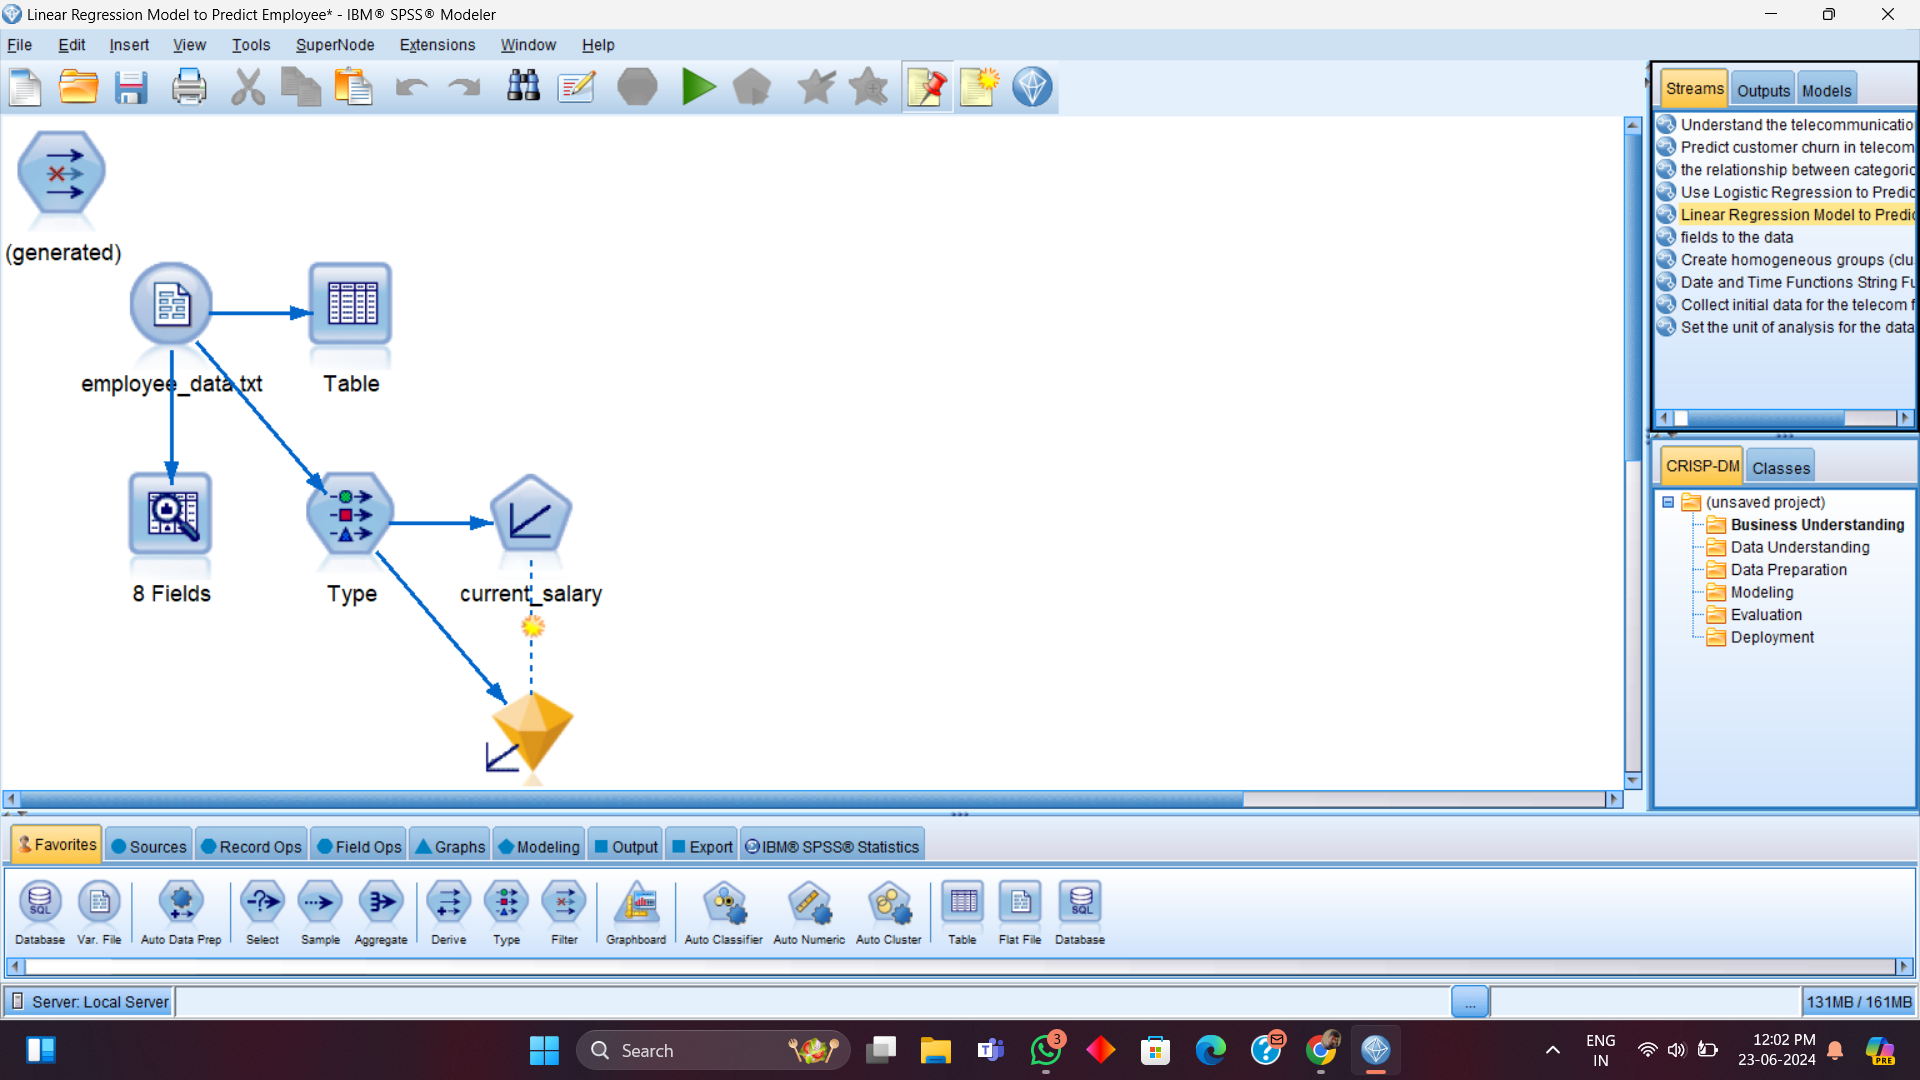 Linear Regression Model to Predict Employee* - IBM® SPSS® Modeler
File Edit Insert View Tools SuperNode Extensions Window Help
(generated)
employee_data.txt
Table
8 Fields
Type
current_salary
Streams Outputs Models
Understand the telecommunicatio
Predict customer churn in telecom
the relationship between categoric
Use Logistic Regression to Predic
Linear Regression Model to Predic
fields to the data
Create homogeneous groups (clu
Date and Time Functions String Fu
Collect initial data for the telecom f
Set the unit of analysis for the data
CRISP-DM Classes
(unsaved project)
Business Understanding
Data Understanding
Data Preparation
Modeling
Evaluation
Deployment
Favorites Sources Record Ops Field Ops Graphs Modeling Output Export IBM® SPSS® Statistics
SQL SQL
Database Var. File Auto Data Prep Select Sample Aggregate Derive Type Filter Graphboard Auto Classifier Auto Numeric Auto Cluster Table Flat File Database
Server: Local Server ... 131MB / 161MB
Search
3
ENG
IN
12:02 PM
23-06-2024
PRE